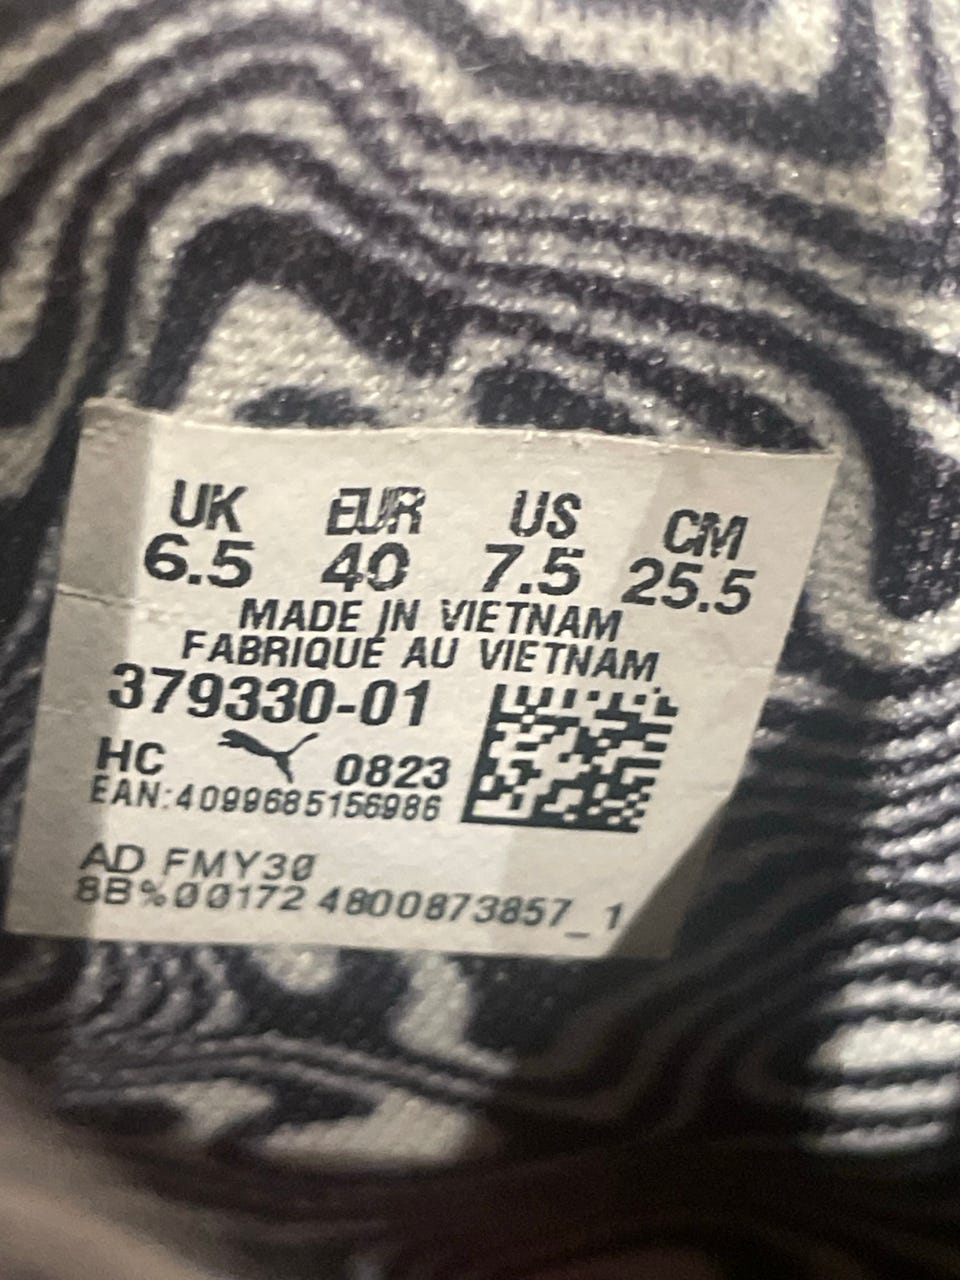 UK EUR US CM
6.5 40 7.5 25.5
MADE IN VIETNAM
FABRIQUÉ AU VIETNAM
379330-01
HC 0823
EAN:4099685156986
AD FMY30
8B%00172 4800873857_1